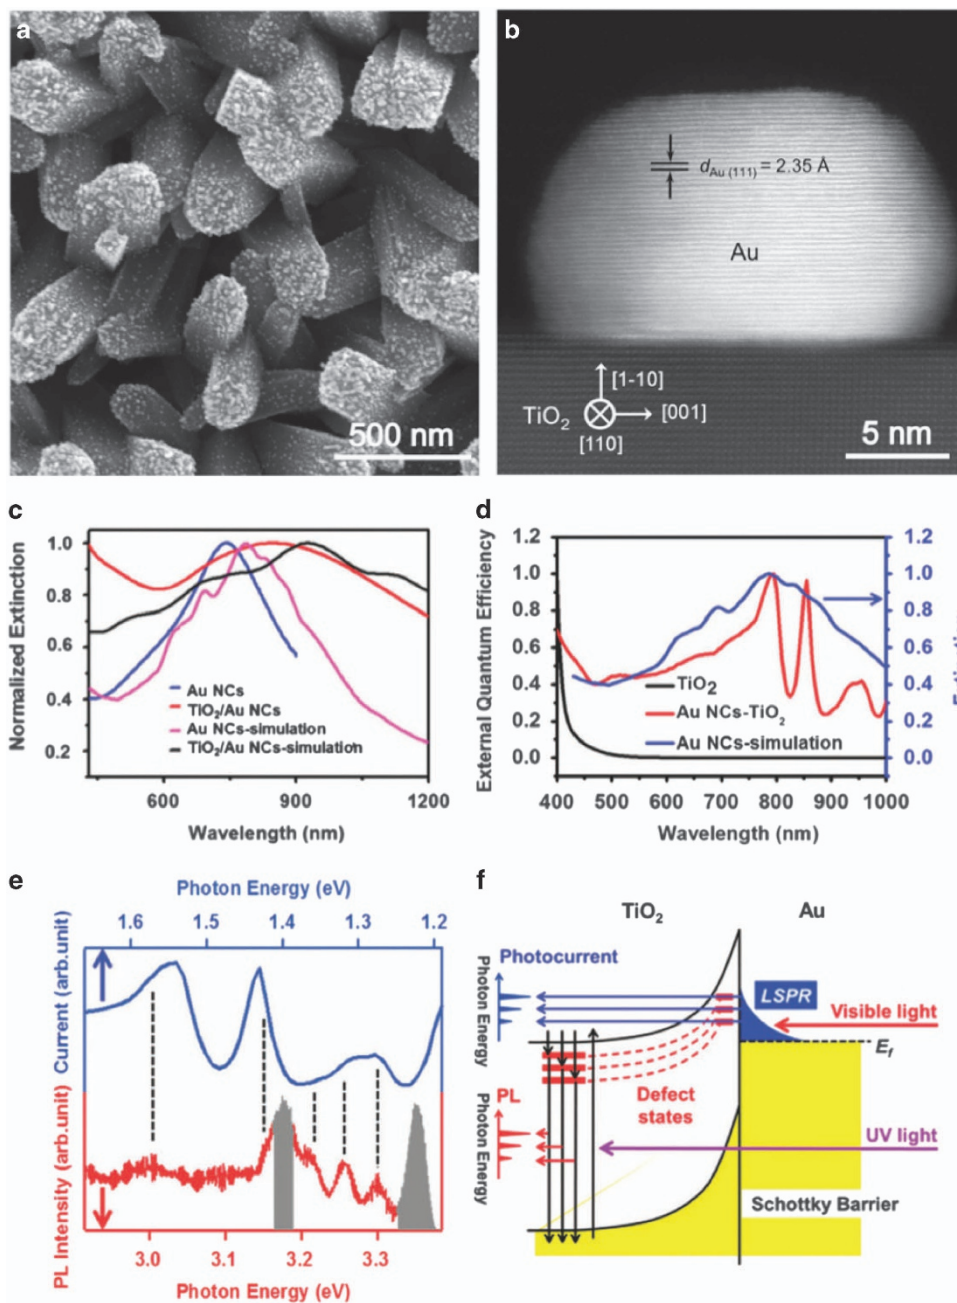 a
500 nm
b
dAu (111) = 2.35 Å
Au
[1-10]
TiO2
[001]
[110]
5 nm
c
Normalized Extinction
1.0
0.8
0.6
0.4
0.2
Au NCs
TiO2/Au NCs
Au NCs-simulation
TiO2/Au NCs-simulation
600 900 1200
Wavelength (nm)
d
External Quantum Efficiency
1.2
1.0
0.8
0.6
0.4
0.2
0.0
TiO2
Au NCs-TiO2
Au NCs-simulation
1.2
1.0
0.8
0.6
0.4
0.2
0.0
400 500 600 700 800 900 1000
Wavelength (nm)
e
Photon Energy (eV)
1.6 1.5 1.4 1.3 1.2
Current (arb.unit)
PL Intensity (arb.unit)
3.0 3.1 3.2 3.3
Photon Energy (eV)
f
TiO2 Au
Photocurrent
Photon Energy
LSPR
Visible light
Ef
PL
Photon Energy
Defect
states
UV light
Schottky Barrier